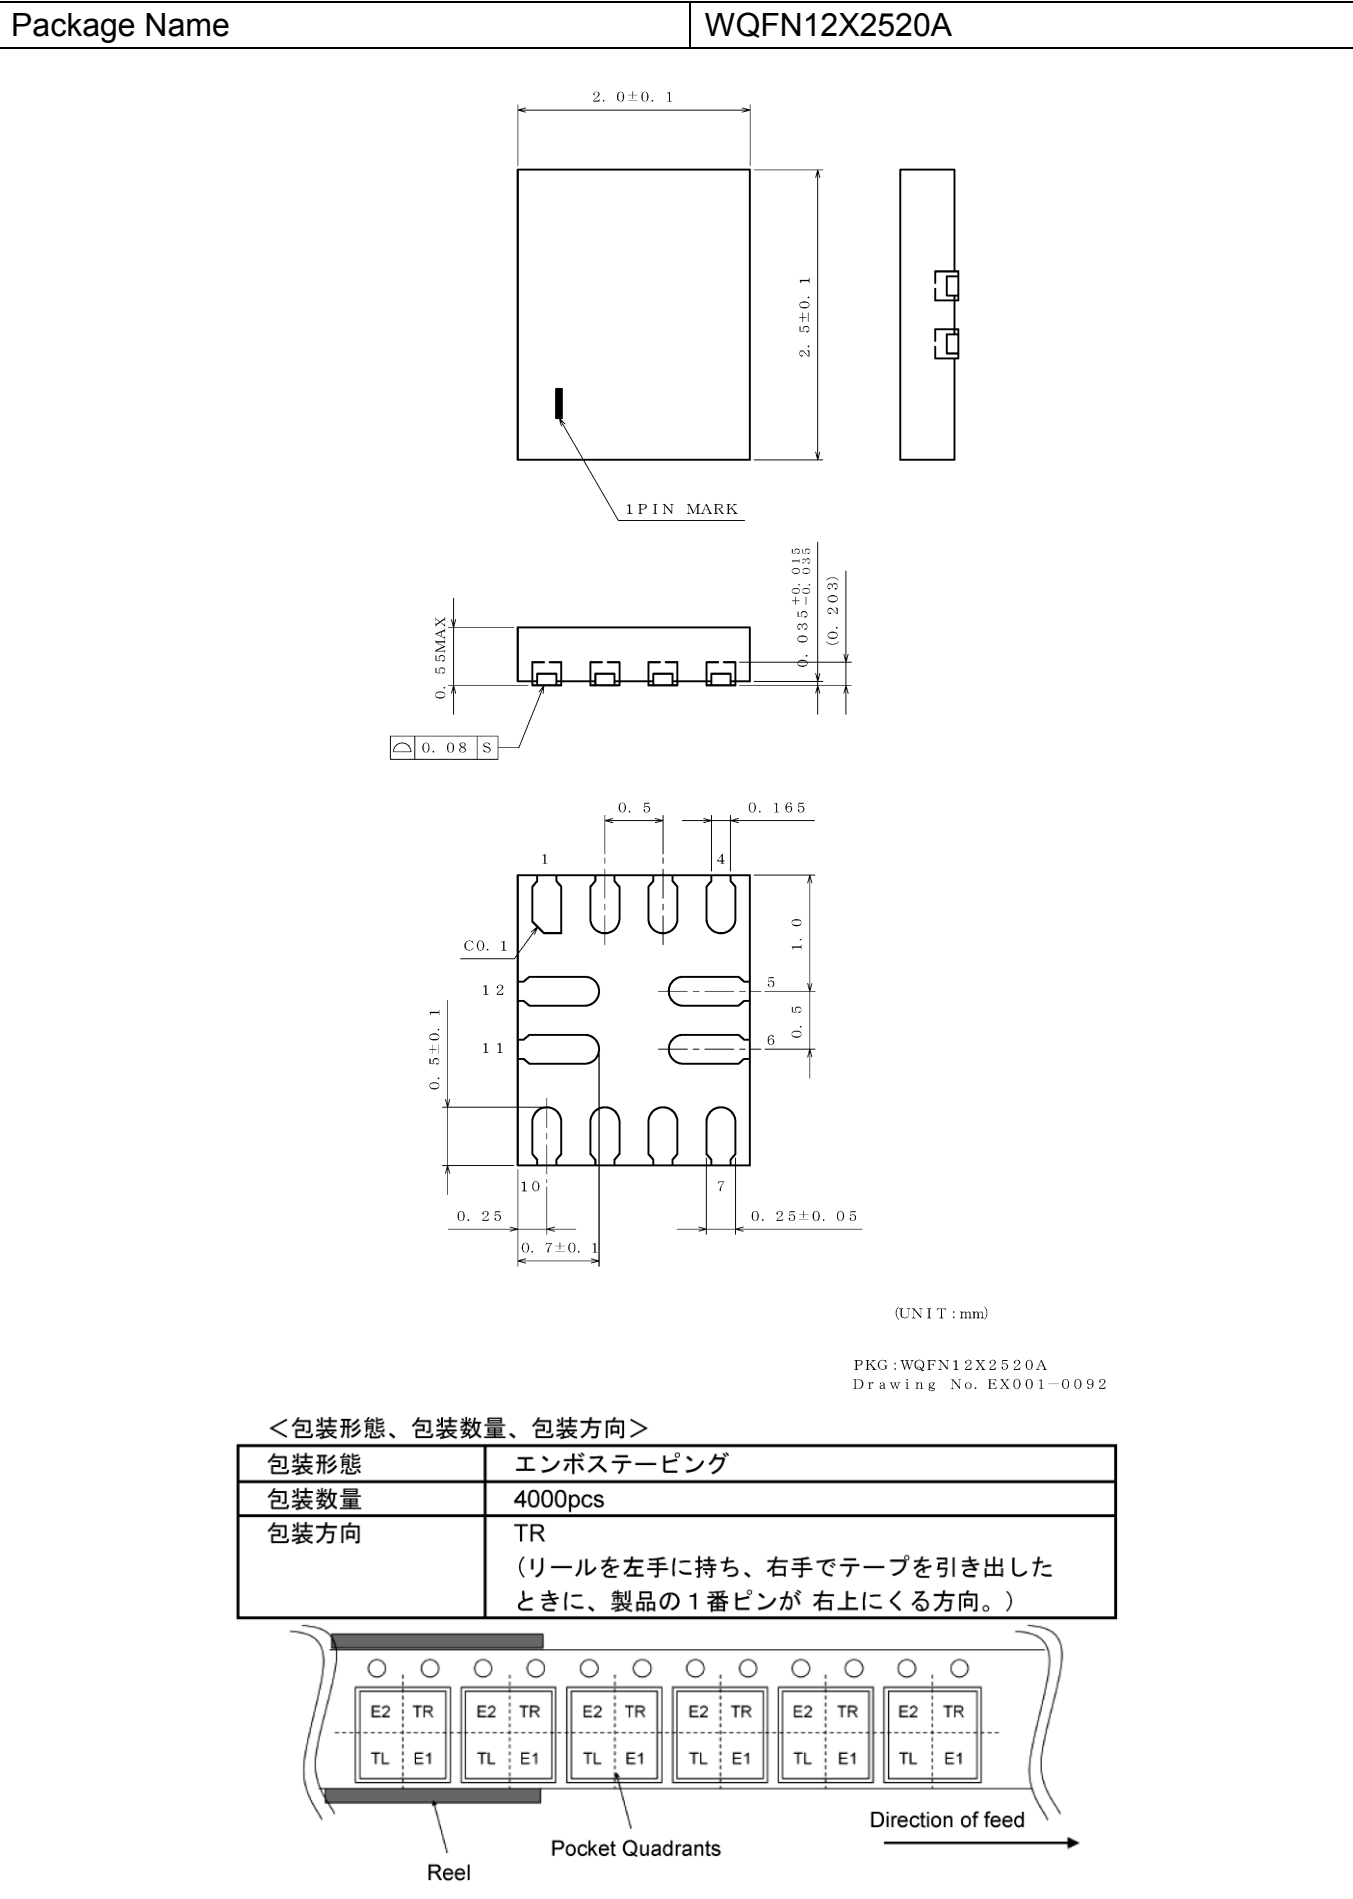 Package Name WQFN12X2520A
2.0±0.1
2.5±0.1
1PIN MARK
0.55MAX
0.035+0.015-0.035
(0.203)
0.08 S
0.5 0.165
1 4
1.0
C0.1
12 5
0.5
11 6
0.5±0.1
10 7
0.25 0.25±0.05
0.7±0.1
(UNIT:mm)
PKG:WQFN12X2520A
Drawing No. EX001-0092
＜包装形態、包装数量、包装方向＞
包装形態 エンボステーピング
包装数量 4000pcs
包装方向 TR
（リールを左手に持ち、右手でテープを引き出した
ときに、製品の１番ピンが 右上にくる方向。）
E2 TR E2 TR E2 TR E2 TR E2 TR E2 TR
TL E1 TL E1 TL E1 TL E1 TL E1 TL E1
Direction of feed
Pocket Quadrants
Reel